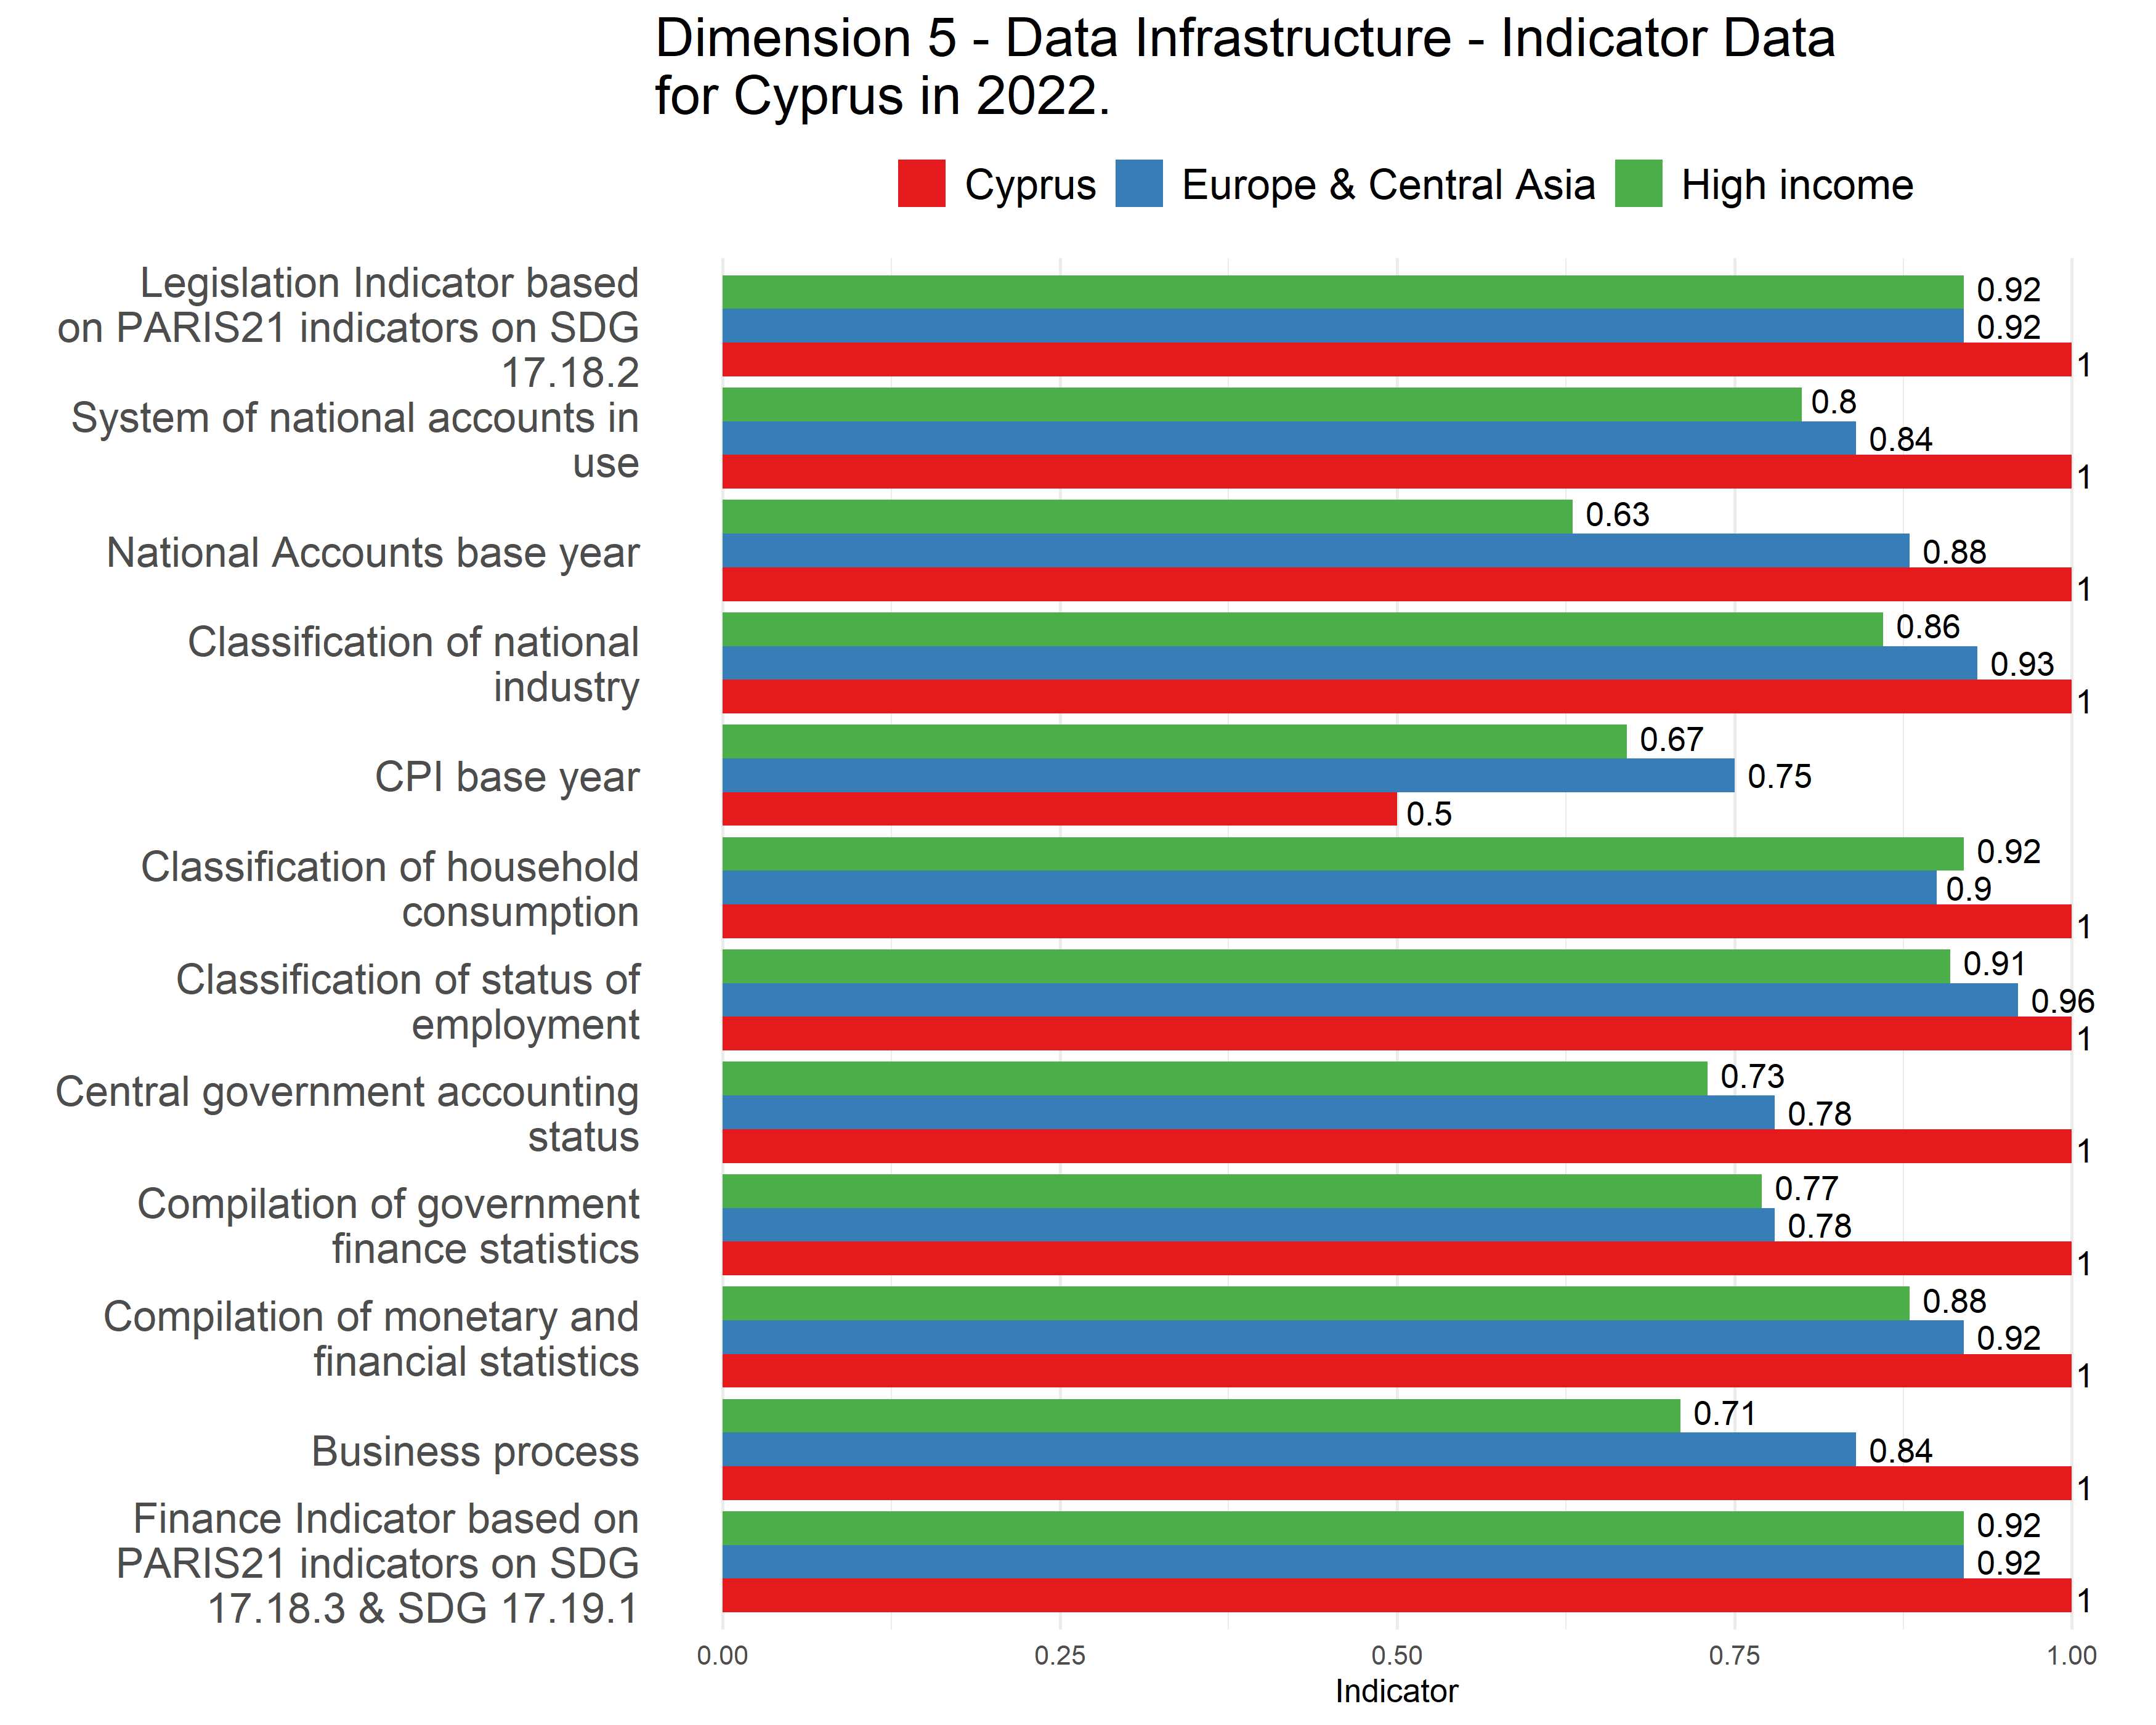 Dimension 5 - Data Infrastructure - Indicator Data
for Cyprus in 2022.
Cyprus Europe & Central Asia High income
Legislation Indicator based
on PARIS21 indicators on SDG
17.18.2
0.92
0.92
1
System of national accounts in
use
0.8
0.84
1
National Accounts base year
0.63
0.88
1
Classification of national
industry
0.86
0.93
1
CPI base year
0.67
0.75
0.5
Classification of household
consumption
0.92
0.9
1
Classification of status of
employment
0.91
0.96
1
Central government accounting
status
0.73
0.78
1
Compilation of government
finance statistics
0.77
0.78
1
Compilation of monetary and
financial statistics
0.88
0.92
1
Business process
0.71
0.84
1
Finance Indicator based on
PARIS21 indicators on SDG
17.18.3 & SDG 17.19.1
0.92
0.92
1
0.00 0.25 0.50 0.75 1.00
Indicator